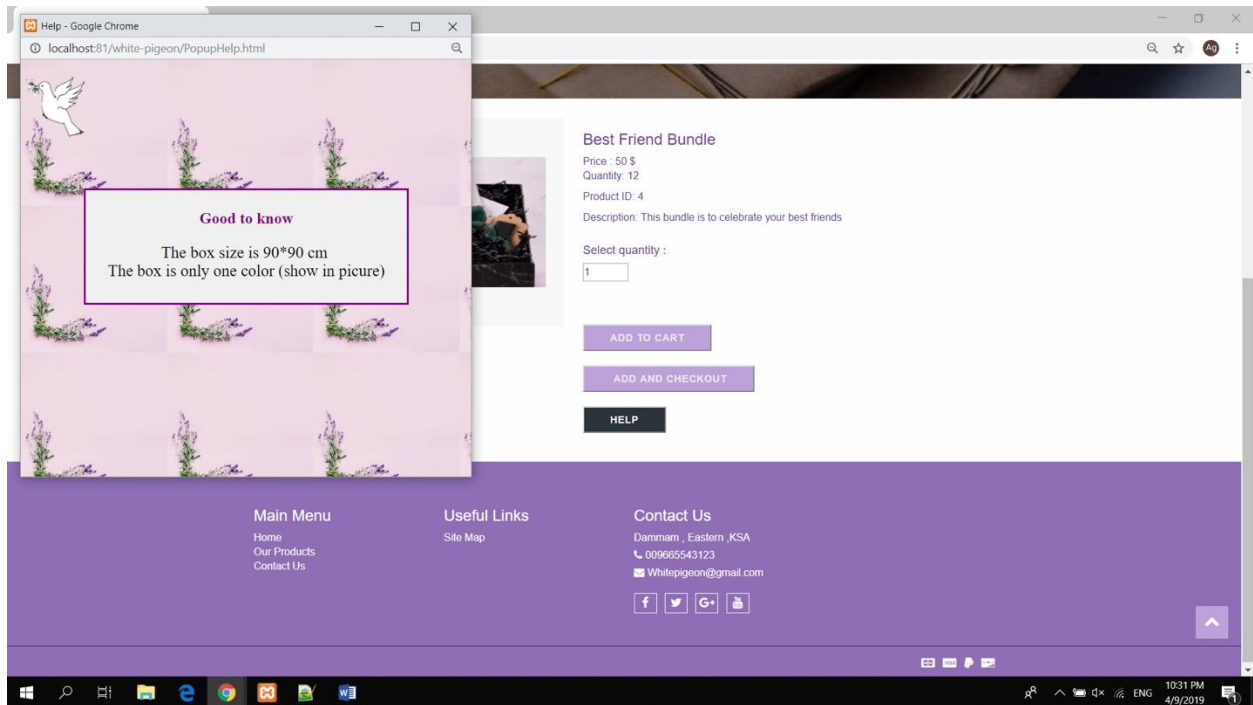 Help - Google Chrome
localhost:81/white-pigeon/PopupHelp.html
Ag
Good to know
The box size is 90*90 cm
The box is only one color (show in picure)
Best Friend Bundle
Price : 50 $
Quantity: 12
Product ID: 4
Description: This bundle is to celebrate your best friends
Select quantity :
1
ADD TO CART
ADD AND CHECKOUT
HELP
Main Menu
Home
Our Products
Contact Us
Useful Links
Site Map
Contact Us
Dammam , Eastern ,KSA
009665543123
Whitepigeon@gmail.com
ENG
10:31 PM
4/9/2019